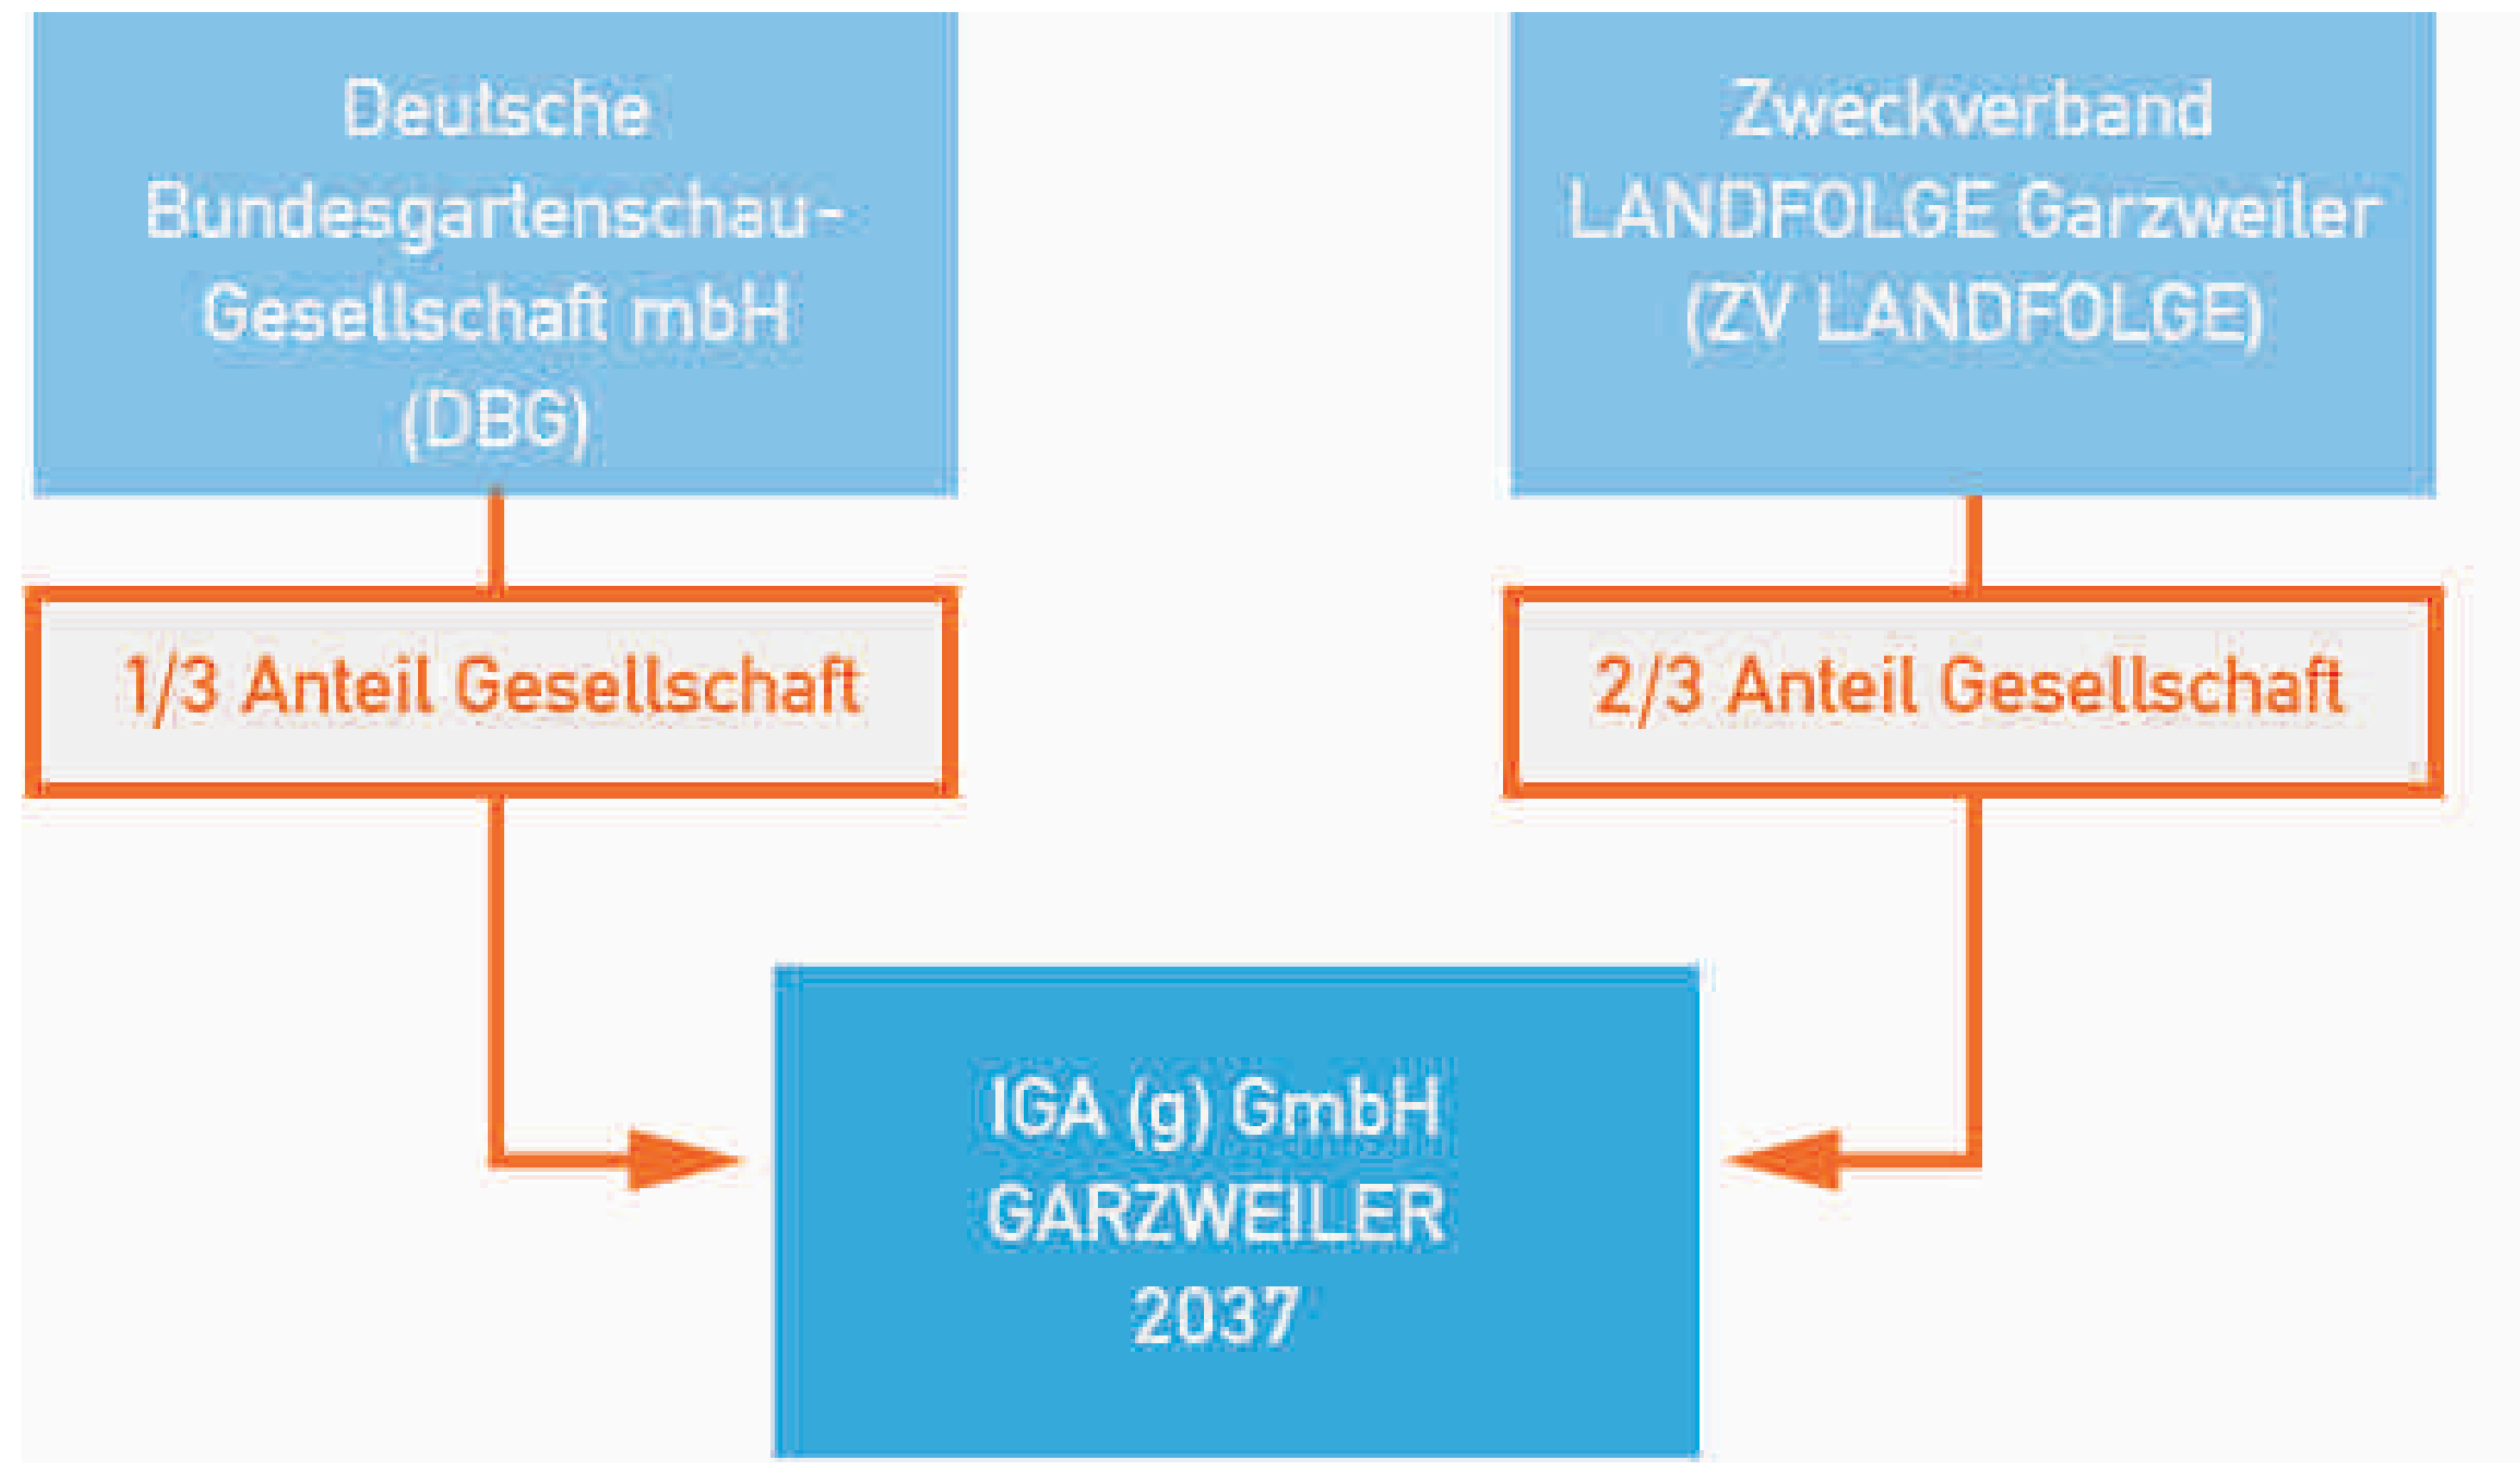 Deutsche
Bundesgartenschau-
Gesellschaft mbH
(DBG)
Zweckverband
LANDFOLGE Garzweiler
(ZV LANDFOLGE)
1/3 Anteil Gesellschaft
2/3 Anteil Gesellschaft
IGA (g) GmbH
GARZWEILER
2037